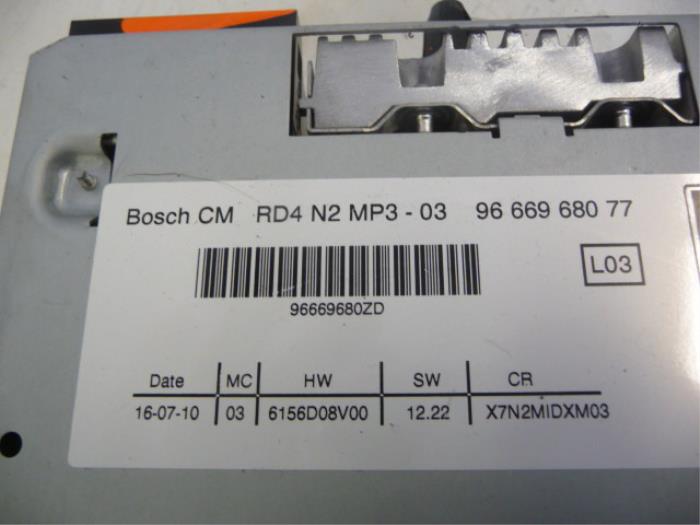 Bosch CM RD4 N2 MP3 - 03 96 669 680 77
L03
96669680ZD
Date MC HW SW CR
16-07-10 03 6156D08V00 12.22 X7N2MIDXM03